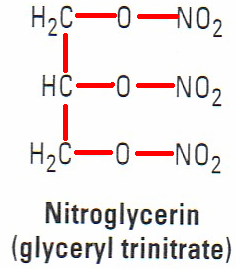 H₂C—O—NO₂
HC—O—NO₂
H₂C—O—NO₂
Nitroglycerin
(glyceryl trinitrate)